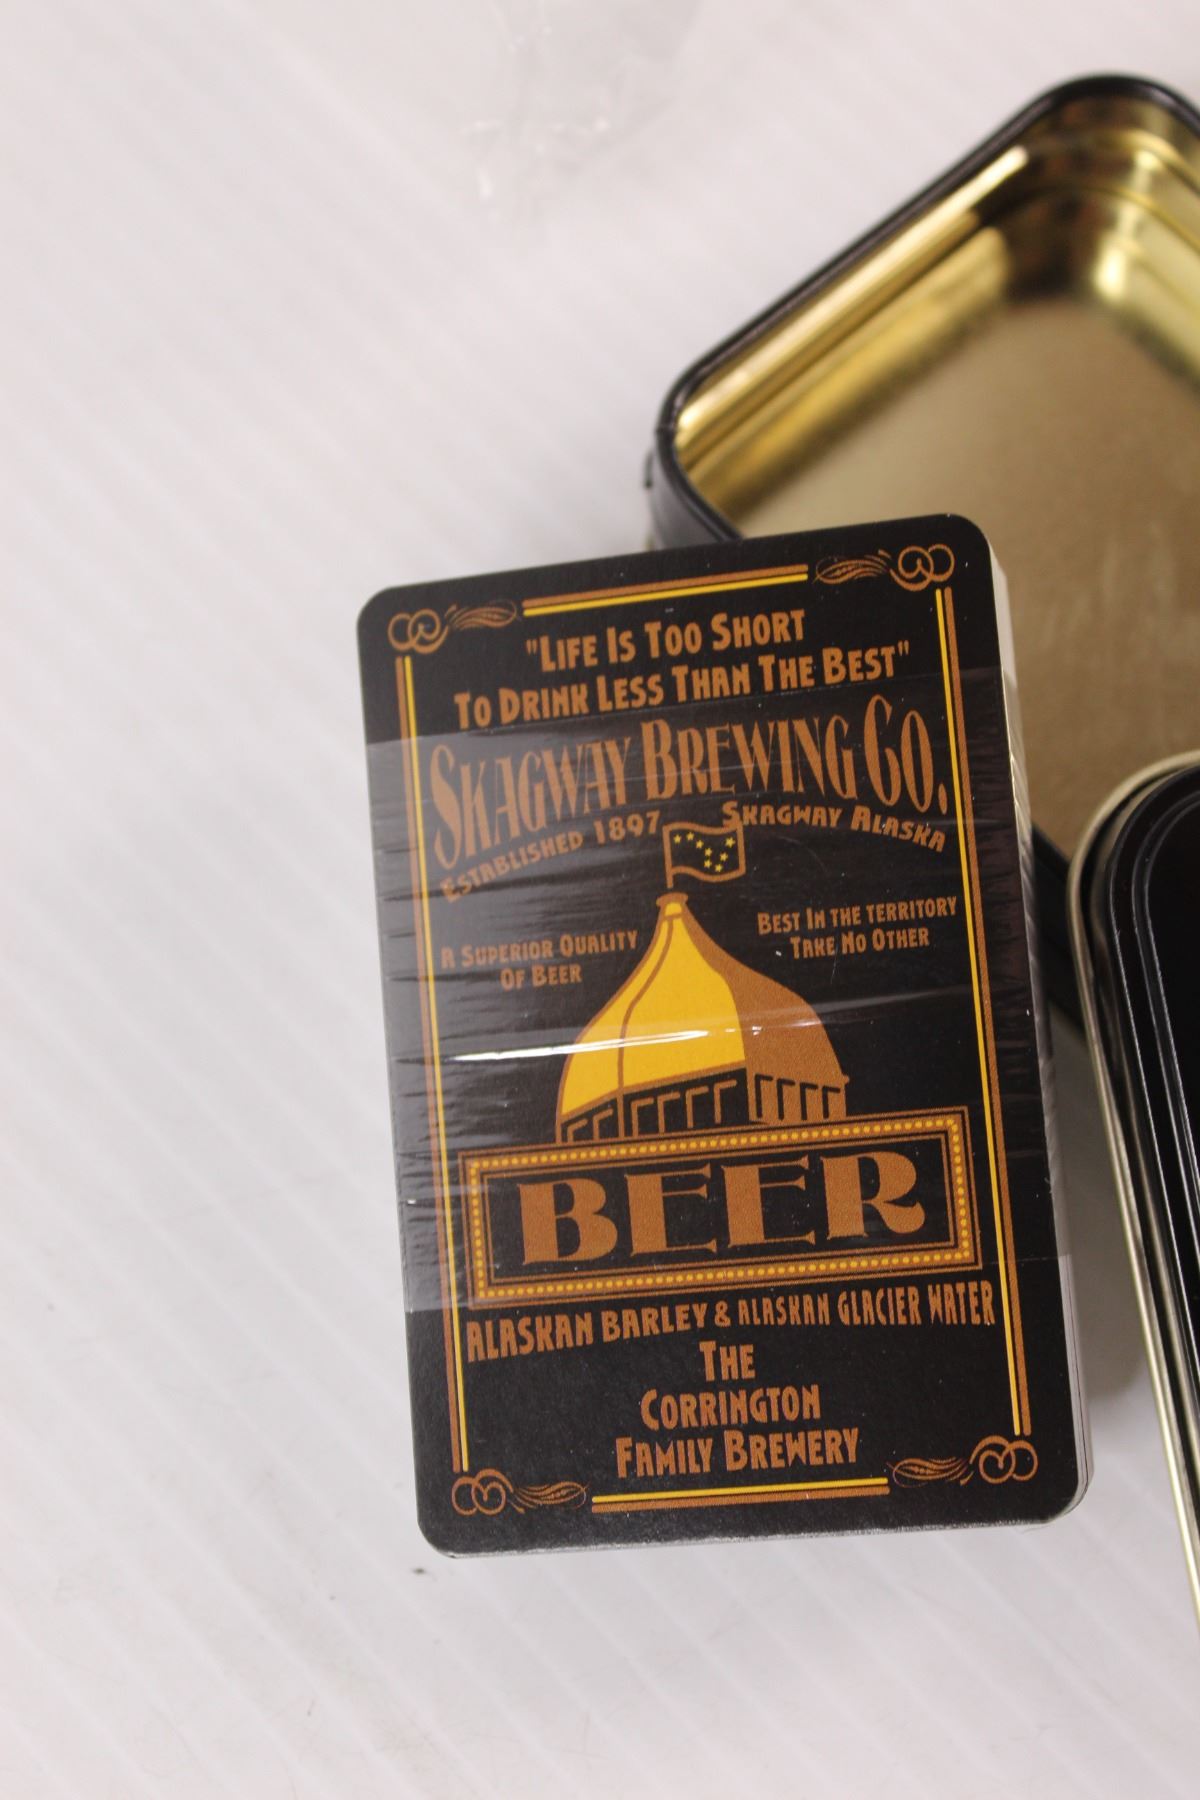 "Life Is Too Short
To Drink Less Than The Best"
Skagway Brewing Co.
Established 1897 Skagway Alaska
A Superior Quality
Of Beer
Best In the Territory
Take No Other
BEER
Alaskan Barley & Alaskan Glacier Water
The
Corrington
Family Brewery